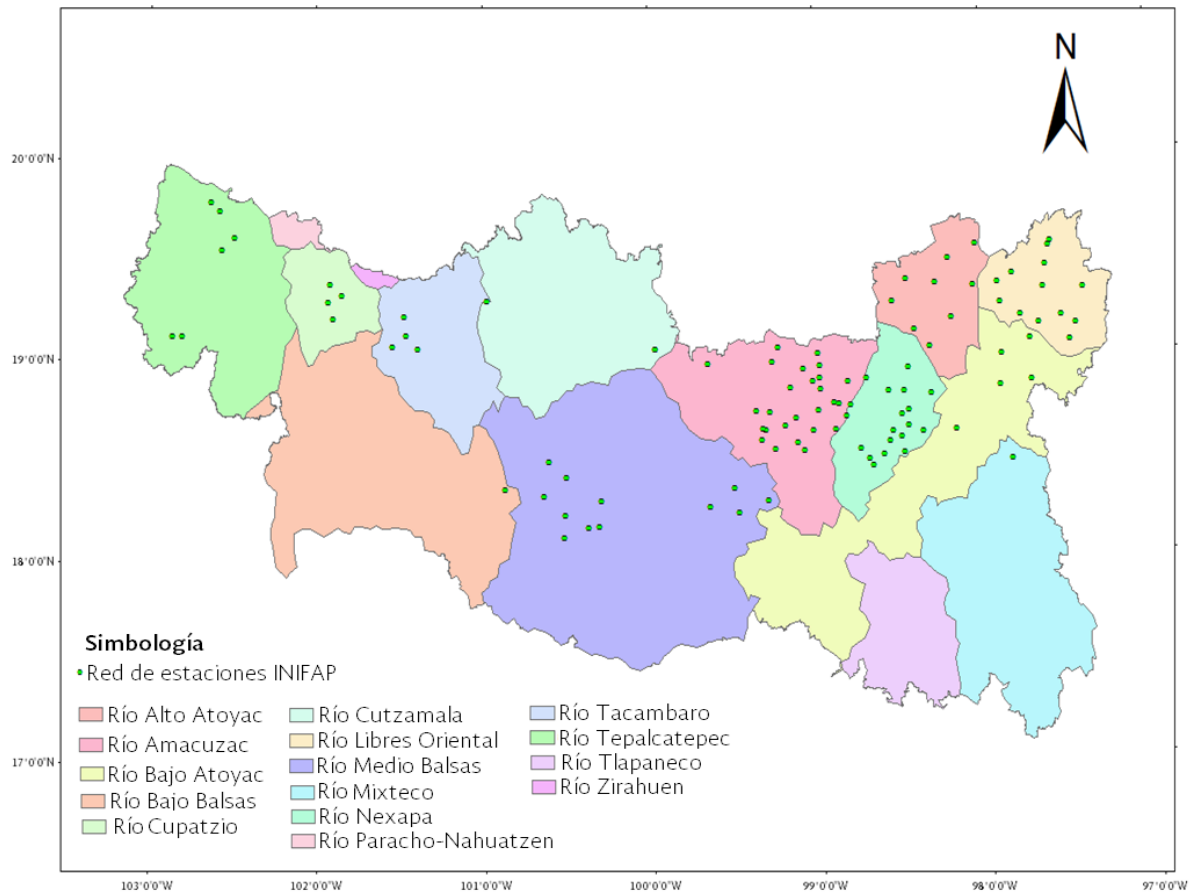 N
20°0'0"N
19°0'0"N
18°0'0"N
17°0'0"N
Simbología
Red de estaciones INIFAP
Río Alto Atoyac
Río Amacuzac
Río Bajo Atoyac
Río Bajo Balsas
Río Cupatzio
Río Cutzamala
Río Libres Oriental
Río Medio Balsas
Río Mixteco
Río Nexapa
Río Paracho-Nahuatzen
Río Tacambaro
Río Tepalcatepec
Río Tlapaneco
Río Zirahuen
103°0'0"W 102°0'0"W 101°0'0"W 100°0'0"W 99°0'0"W 98°0'0"W 97°0'0"W